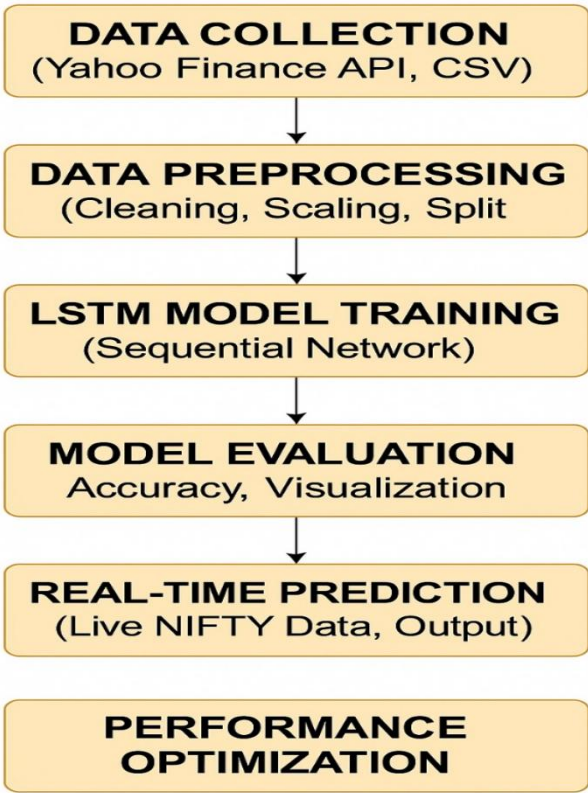 DATA COLLECTION
(Yahoo Finance API, CSV)
DATA PREPROCESSING
(Cleaning, Scaling, Split
LSTM MODEL TRAINING
(Sequential Network)
MODEL EVALUATION
Accuracy, Visualization
REAL-TIME PREDICTION
(Live NIFTY Data, Output)
PERFORMANCE
OPTIMIZATION